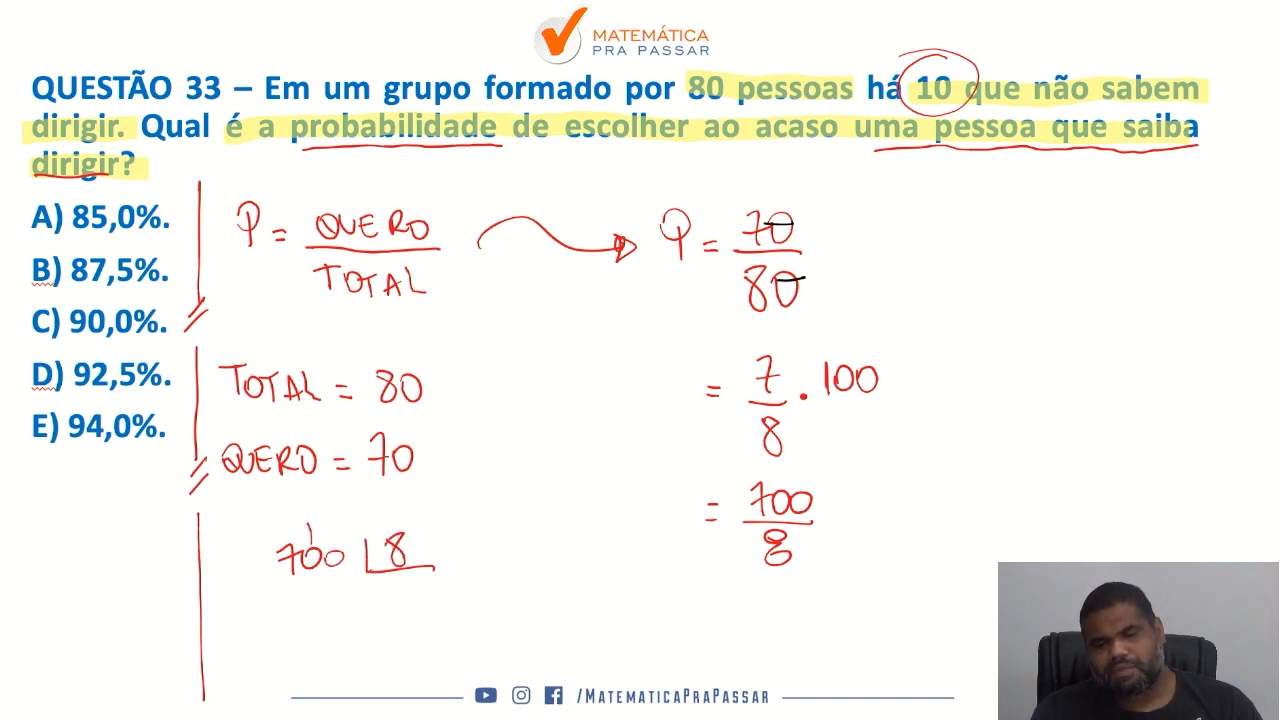 MATEMÁTICA
PRA PASSAR
QUESTÃO 33 – Em um grupo formado por 80 pessoas há 10 que não sabem
dirigir. Qual é a probabilidade de escolher ao acaso uma pessoa que saiba
dirigir?
A) 85,0%.
B) 87,5%.
C) 90,0%.
D) 92,5%.
E) 94,0%.
P = QUERO
TOTAL
TOTAL = 80
QUERO = 70
700 8
P = 70
80
= 7 . 100
8
= 700
8
/MATEMATICAPRAPASSAR